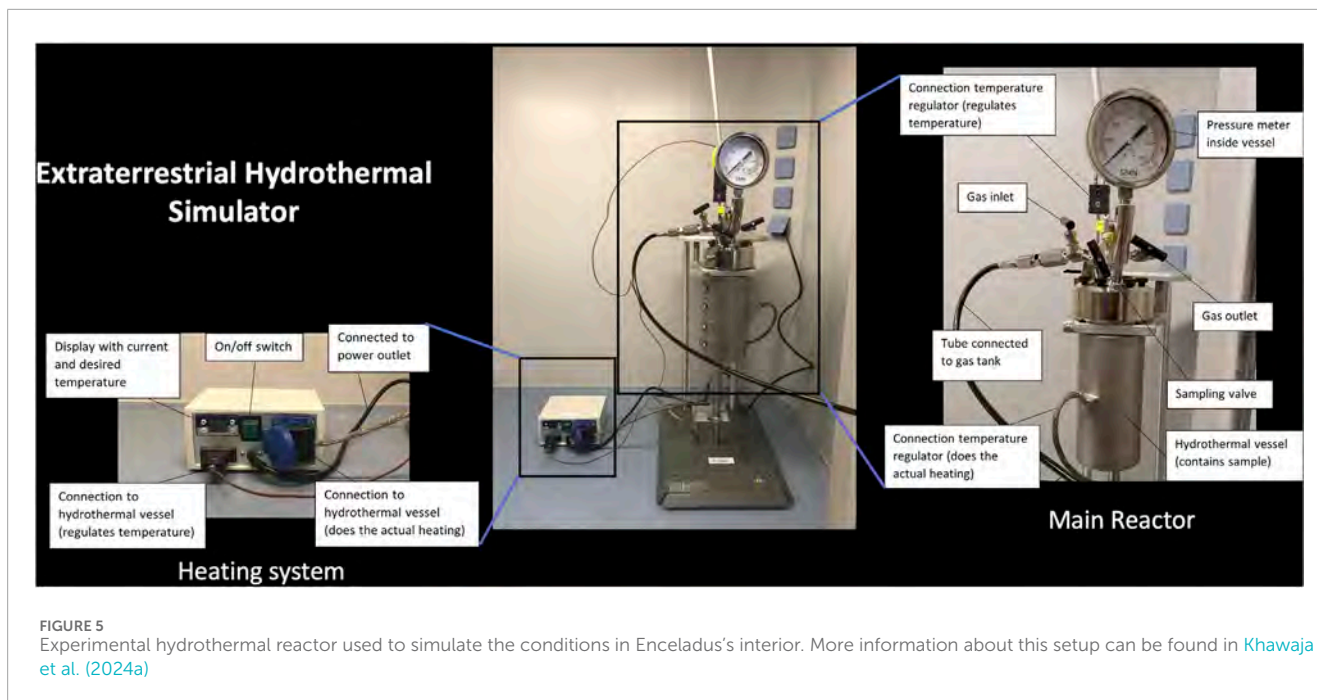 Extraterrestrial Hydrothermal
Simulator
Display with current
and desired
temperature
On/off switch
Connected to
power outlet
Connection to
hydrothermal vessel
(regulates temperature)
Connection to
hydrothermal vessel
(does the actual heating)
Heating system
Connection temperature
regulator (regulates
temperature)
Pressure meter
inside vessel
Gas inlet
Gas outlet
Tube connected
to gas tank
Sampling valve
Connection temperature
regulator (does the
actual heating)
Hydrothermal vessel
(contains sample)
Main Reactor
FIGURE 5
Experimental hydrothermal reactor used to simulate the conditions in Enceladus's interior. More information about this setup can be found in Khawaja
et al. (2024a)